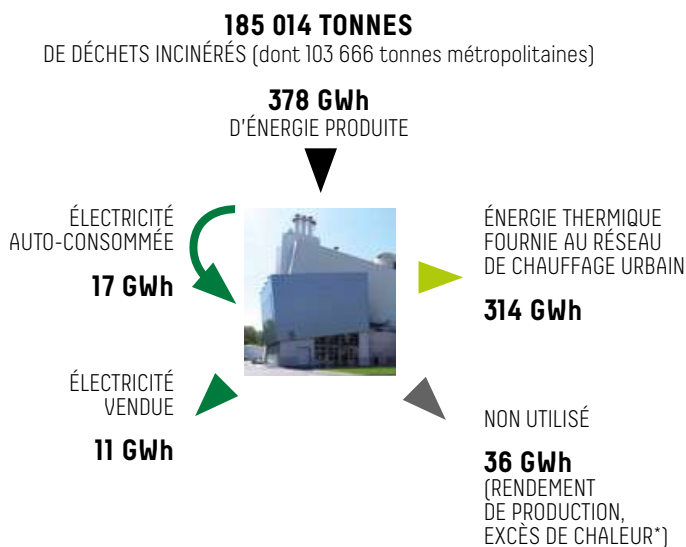 185 014 TONNES
DE DÉCHETS INCINÉRÉS (dont 103 666 tonnes métropolitaines)
378 GWh
D'ÉNERGIE PRODUITE
ÉLECTRICITÉ
AUTO-CONSOMMÉE
17 GWh
ÉNERGIE THERMIQUE
FOURNIE AU RÉSEAU
DE CHAUFFAGE URBAIN
314 GWh
ÉLECTRICITÉ
VENDUE
11 GWh
NON UTILISÉ
36 GWh
(RENDEMENT
DE PRODUCTION,
EXCÈS DE CHALEUR*)